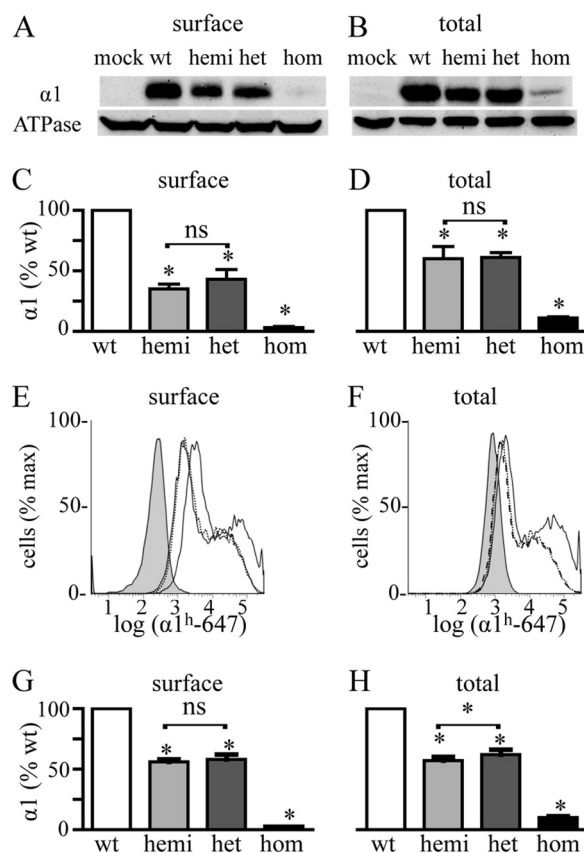 A surface B total
mock wt hemi het hom mock wt hemi het hom
α1
ATPase
C surface D total
α1 (% wt)
100
50
0
ns
* * *
wt hemi het hom
ns
* * *
wt hemi het hom
E surface F total
cells (% max)
100
50
0
1 2 3 4 5
log (α1ʰ-647)
cells (% max)
100
50
0
1 2 3 4 5
log (α1ʰ-647)
G surface H total
α1 (% wt)
100
50
0
ns
* * *
wt hemi het hom
*
* * *
wt hemi het hom